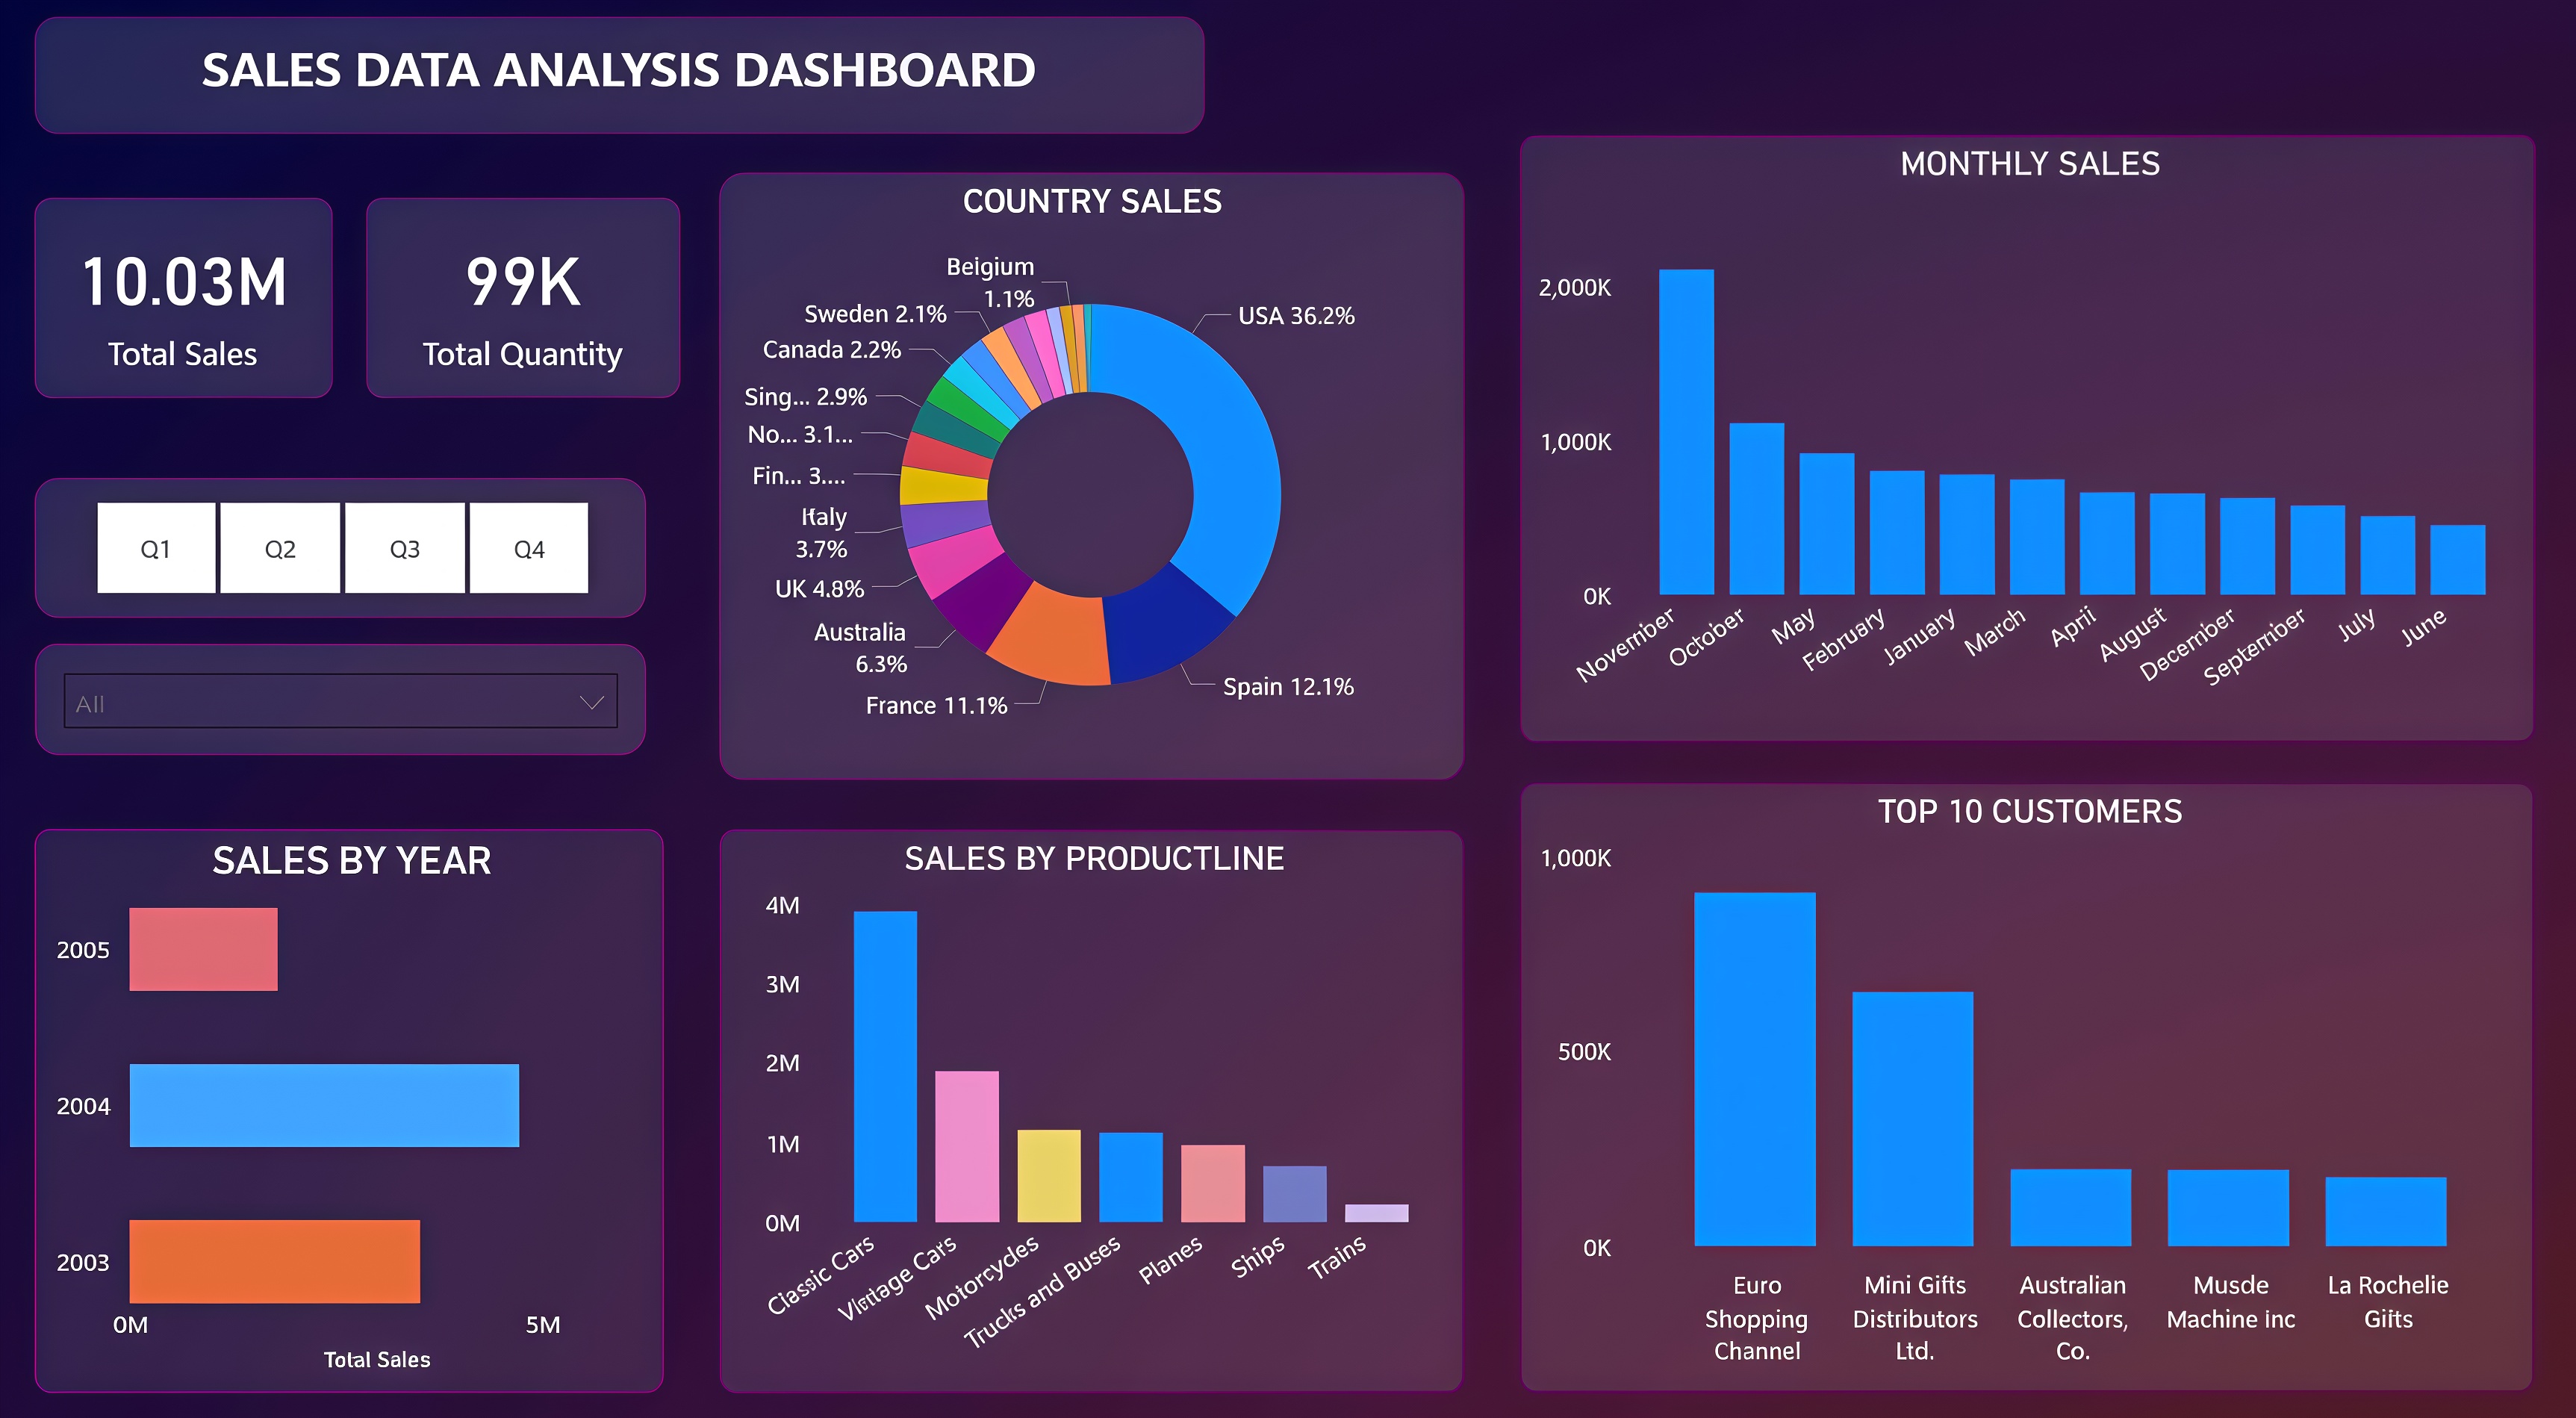 SALES DATA ANALYSIS DASHBOARD
10.03M
Total Sales
99K
Total Quantity
Q1 Q2 Q3 Q4
All
COUNTRY SALES
Beigium
1.1%
Sweden 2.1%
Canada 2.2%
Sing... 2.9%
No... 3.1...
Fin... 3....
Italy
3.7%
UK 4.8%
Australia
6.3%
France 11.1%
Spain 12.1%
USA 36.2%
MONTHLY SALES
2,000K
1,000K
0K
November
October
May
February
January
March
April
August
December
September
July
June
SALES BY YEAR
2005
2004
2003
0M 5M
Total Sales
SALES BY PRODUCTLINE
4M
3M
2M
1M
0M
Classic Cars
Vintage Cars
Motorcycles
Trucks and Buses
Planes
Ships
Trains
TOP 10 CUSTOMERS
1,000K
500K
0K
Euro
Shopping
Channel
Mini Gifts
Distributors
Ltd.
Australian
Collectors,
Co.
Muscle
Machine inc
La Rochelie
Gifts